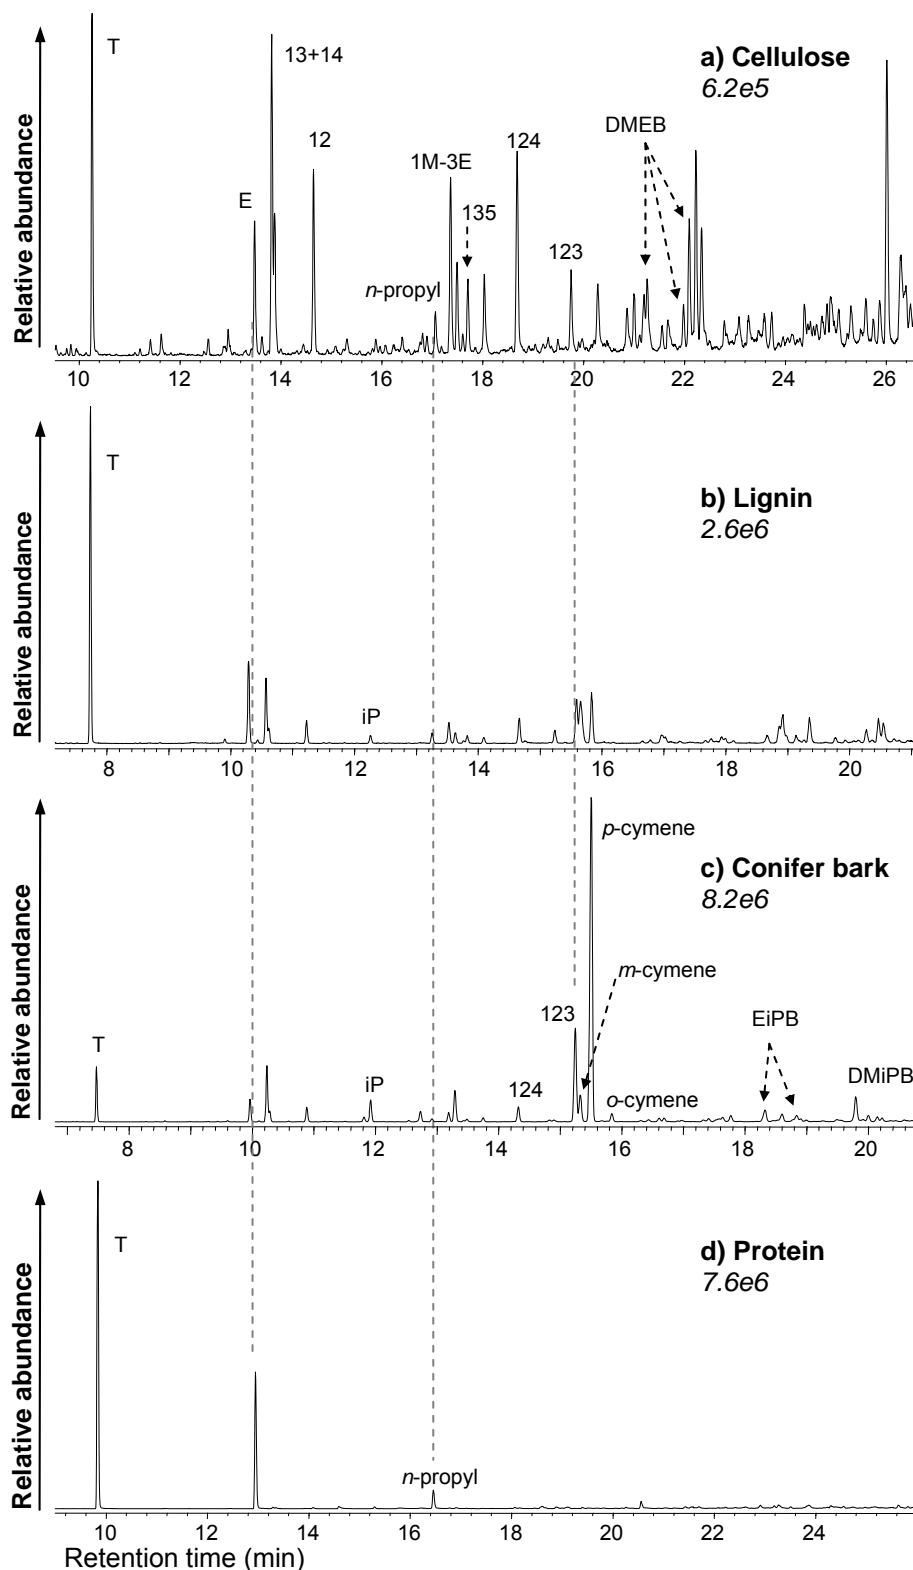 T
13+14
a) Cellulose
6.2e5
DMEB
12
124
1M-3E
E
135
123
n-propyl
Relative abundance
10 12 14 16 17 18 20 22 24 26
T
b) Lignin
2.6e6
iP
Relative abundance
8 10 12 14 16 18 20
p-cymene
c) Conifer bark
8.2e6
m-cymene
123
EiPB
T
iP
124
o-cymene
DMiPB
Relative abundance
8 10 12 14 16 18 20
T
d) Protein
7.6e6
n-propyl
Relative abundance
10 12 14 16 18 20 22 24
Retention time (min)